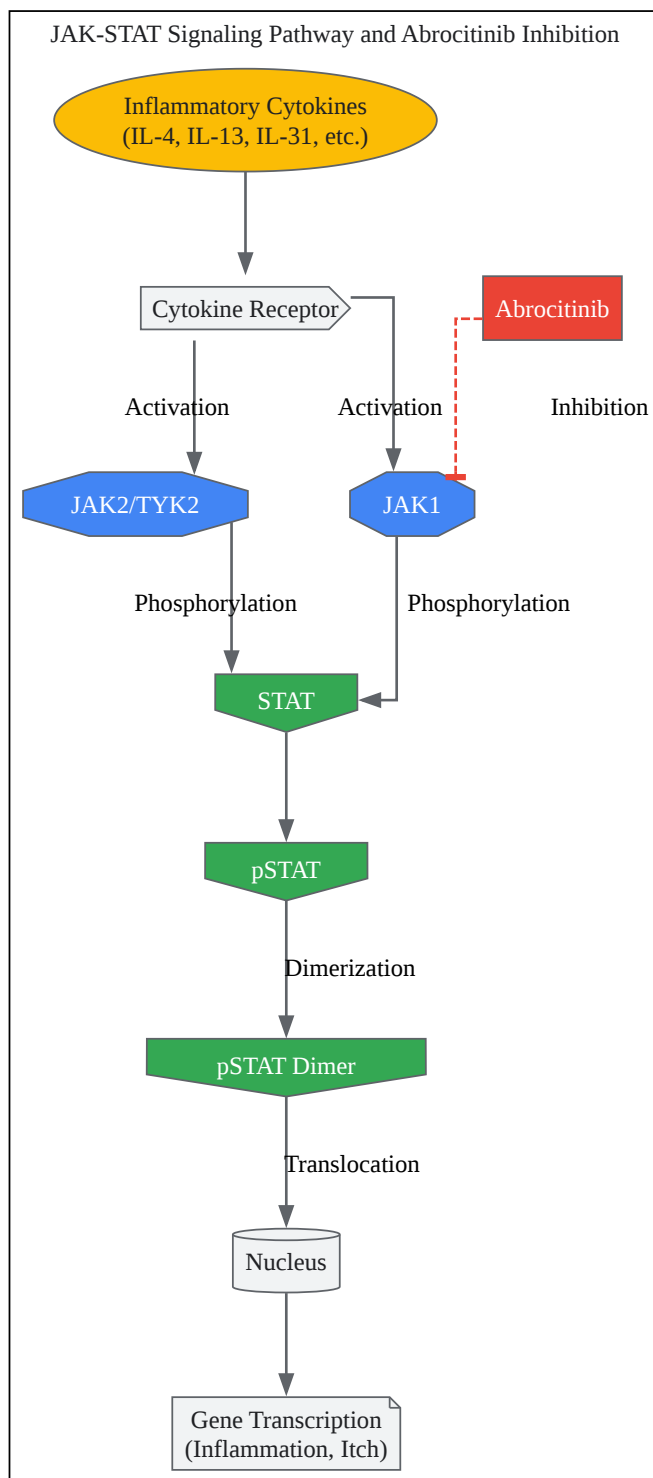 JAK-STAT Signaling Pathway and Abrocitinib Inhibition
Inflammatory Cytokines
(IL-4, IL-13, IL-31, etc.)
Cytokine Receptor
Abrocitinib
Activation
Activation
Inhibition
JAK2/TYK2
JAK1
Phosphorylation
Phosphorylation
STAT
pSTAT
Dimerization
pSTAT Dimer
Translocation
Nucleus
Gene Transcription
(Inflammation, Itch)